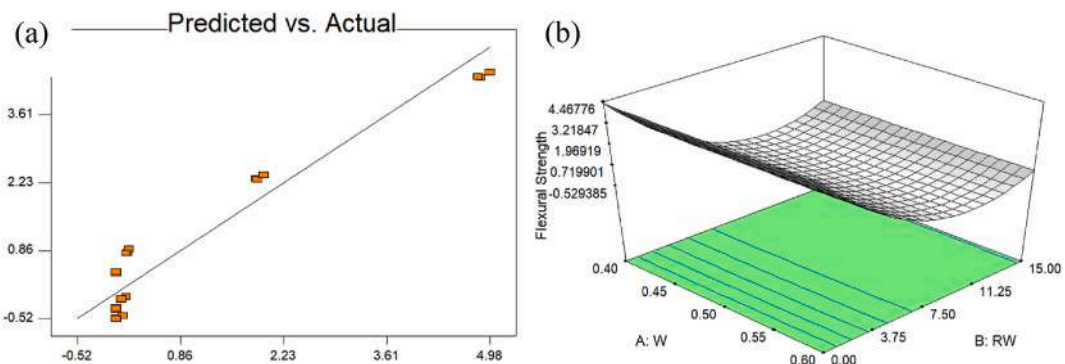 (a)
Predicted vs. Actual
3.61
2.23
0.86
-0.52
-0.52 0.86 2.23 3.61 4.98
(b)
Flexural Strength
4.46776
3.21847
1.96919
0.719901
-0.529385
0.40
0.45
0.50
0.55
0.60
A: W
0.00
3.75
7.50
11.25
15.00
B: RW